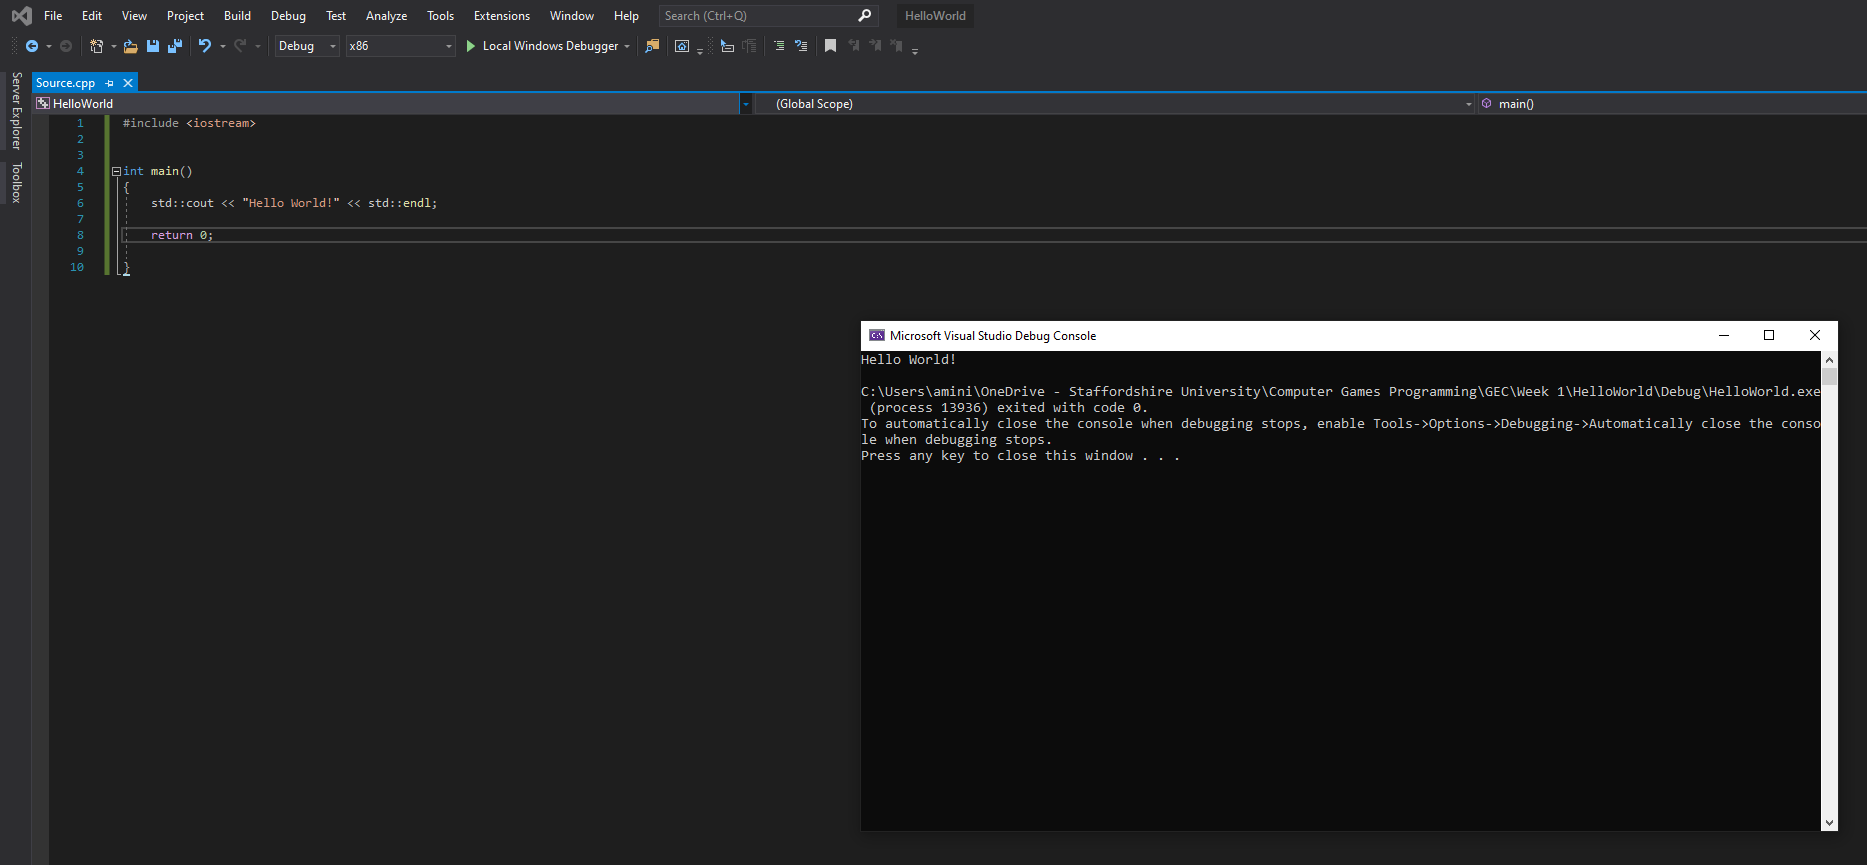 File Edit View Project Build Debug Test Analyze Tools Extensions Window Help Search (Ctrl+Q) HelloWorld
Debug x86 Local Windows Debugger
Server Explorer
Toolbox
Source.cpp
HelloWorld (Global Scope) main()
1 #include <iostream>
2
3
4 int main()
5 {
6 std::cout << "Hello World!" << std::endl;
7
8 return 0;
9
10 }
C:\ Microsoft Visual Studio Debug Console
Hello World!
C:\Users\amini\OneDrive - Staffordshire University\Computer Games Programming\GEC\Week 1\HelloWorld\Debug\HelloWorld.exe
(process 13936) exited with code 0.
To automatically close the console when debugging stops, enable Tools->Options->Debugging->Automatically close the conso
le when debugging stops.
Press any key to close this window . . .